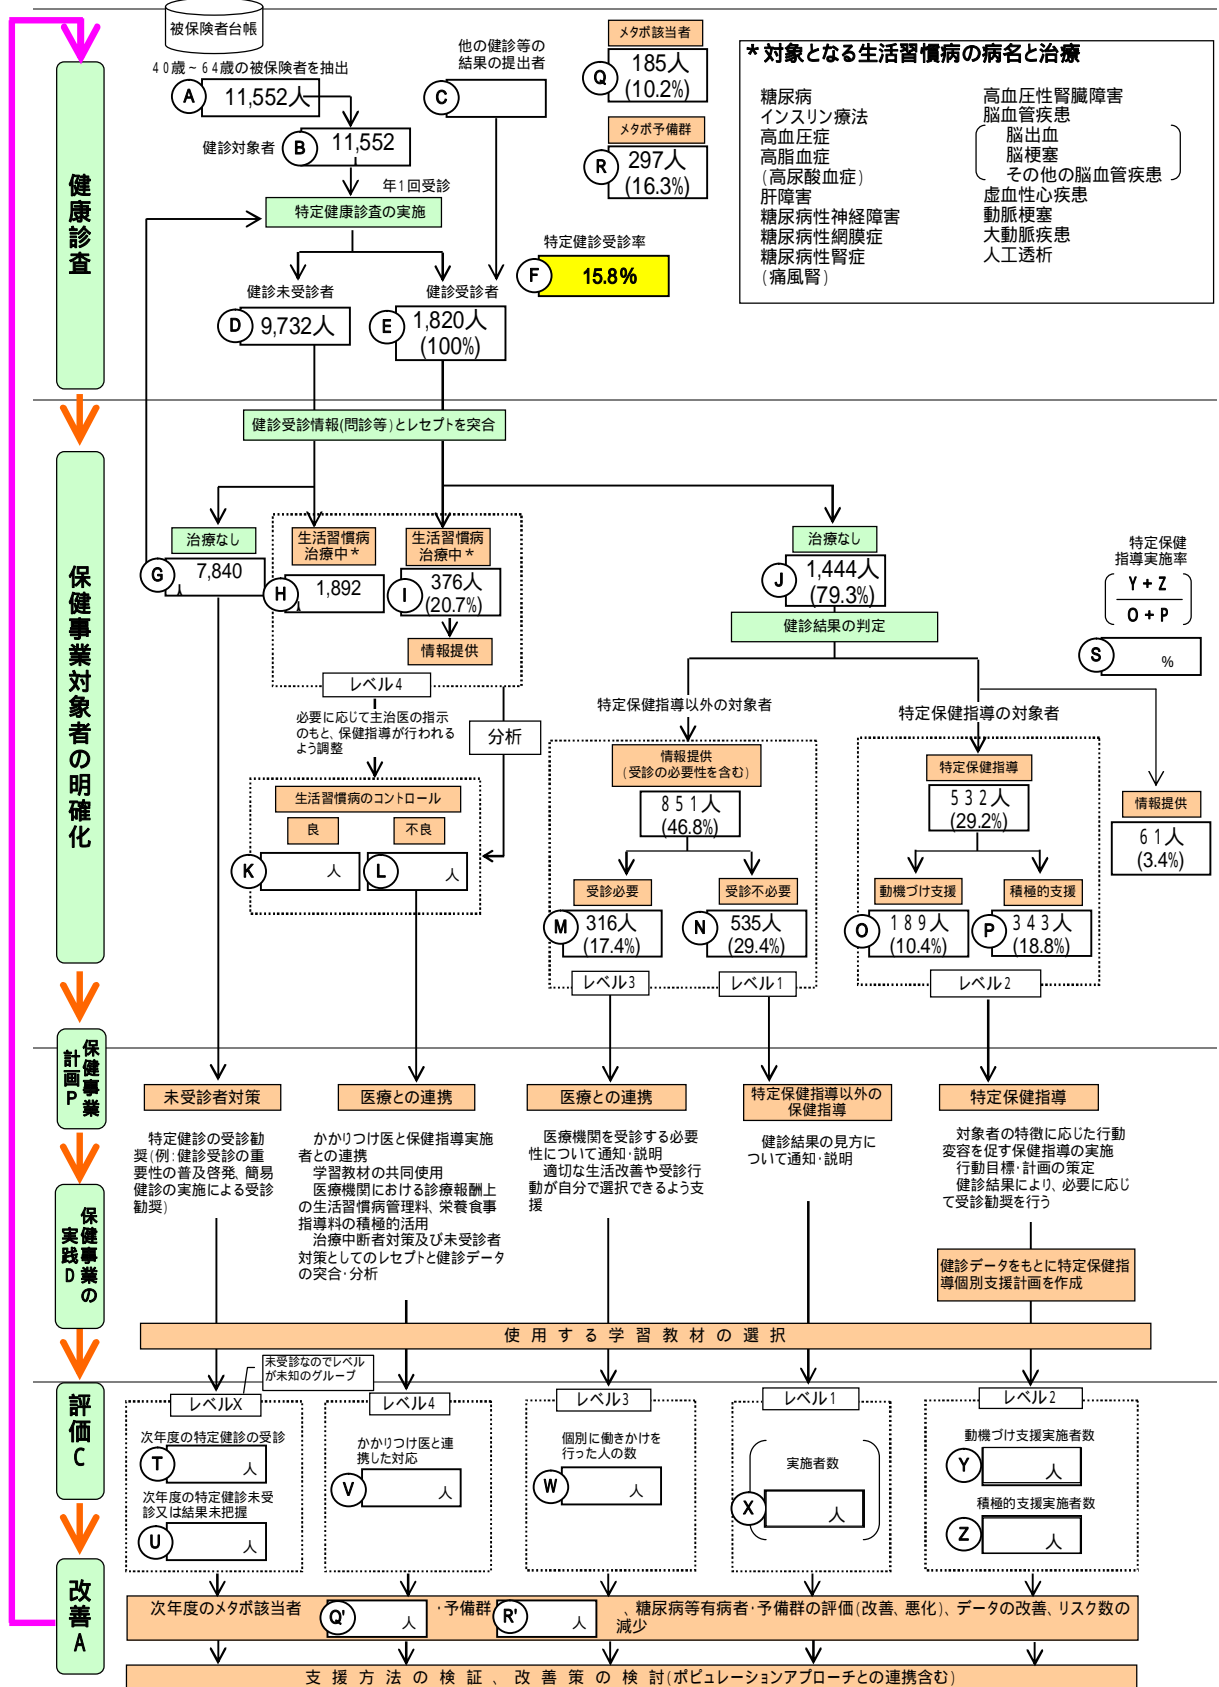 被保険者台帳
40歳~64歳の被保険者を抽出
A
11,552人
健診対象者
B
11,552
年1回受診
特定健康診査の実施
他の健診等の
結果の提出者
C
メタボ該当者
Q
185人
(10.2%)
メタボ予備群
R
297人
(16.3%)
特定健診受診率
F
15.8%
*対象となる生活習慣病の病名と治療
糖尿病
インスリン療法
高血圧症
高脂血症
(高尿酸血症)
肝障害
糖尿病性神経障害
糖尿病性網膜症
糖尿病性腎症
(痛風腎)
高血圧性腎臓障害
脳血管疾患
脳出血
脳梗塞
その他の脳血管疾患
虚血性心疾患
動脈梗塞
大動脈疾患
人工透析
健康診査
健診未受診者
D
9,732人
健診受診者
E
1,820人
(100%)
健診受診情報(問診等)とレセプトを突合
保健事業対象者の明確化
治療なし
G
7,840
人
生活習慣病
治療中*
H
1,892
人
生活習慣病
治療中*
I
376人
(20.7%)
情報提供
レベル4
治療なし
J
1,444人
(79.3%)
健診結果の判定
特定保健
指導実施率
Y+Z
O+P
S
%
必要に応じて主治医の指示
のもと、保健指導が行われる
よう調整
分析
生活習慣病のコントロール
良
不良
K
人
L
人
特定保健指導以外の対象者
情報提供
(受診の必要性を含む)
851人
(46.8%)
受診必要
M
316人
(17.4%)
受診不必要
N
535人
(29.4%)
レベル3
レベル1
特定保健指導の対象者
特定保健指導
532人
(29.2%)
動機づけ支援
O
189人
(10.4%)
積極的支援
P
343人
(18.8%)
レベル2
情報提供
61人
(3.4%)
保健事業
計画P
未受診者対策
医療との連携
医療との連携
特定保健指導以外の
保健指導
特定保健指導
特定健診の受診勧
奨(例:健診受診の重
要性の普及啓発、簡易
健診の実施による受診
勧奨)
かかりつけ医と保健指導実施
者との連携
学習教材の共同使用
医療機関における診療報酬上
の生活習慣病管理料、栄養食事
指導料の積極的活用
治療中断者対策及び未受診者
対策としてのレセプトと健診データ
の突合・分析
医療機関を受診する必要
性について通知・説明
適切な生活改善や受診行
動が自分で選択できるよう支
援
健診結果の見方に
ついて通知・説明
対象者の特徴に応じた行動
変容を促す保健指導の実施
行動目標・計画の策定
健診結果により、必要に応じ
て受診勧奨を行う
保健事業の
実践D
健診データをもとに特定保健指
導個別支援計画を作成
使用する学習教材の選択
評価C
未受診なのでレベル
が未知のグループ
レベルX
次年度の特定健診の受診
T
人
次年度の特定健診未受
診又は結果未把握
U
人
レベル4
かかりつけ医と連
携した対応
V
人
レベル3
個別に働きかけを
行った人の数
W
人
レベル1
実施者数
X
人
レベル2
動機づけ支援実施者数
Y
人
積極的支援実施者数
Z
人
改善A
次年度のメタボ該当者
Q'
人
・予備群
R'
人
、糖尿病等有病者・予備群の評価(改善、悪化)、データの改善、リスク数の
減少
支援方法の検証、改善策の検討(ポピュレーションアプローチとの連携含む)